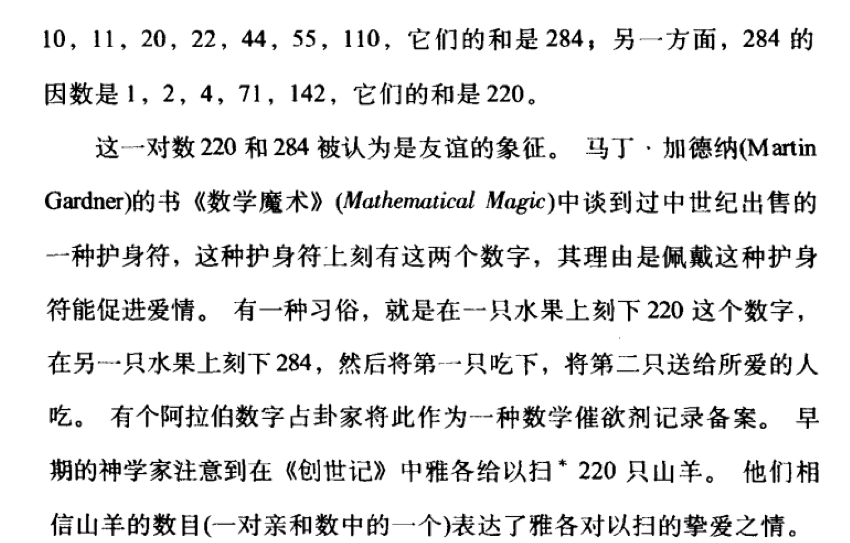 10，11，20，22，44，55，110，它们的和是 284；另一方面，284 的
因数是 1，2，4，71，142，它们的和是 220。
这一对数 220 和 284 被认为是友谊的象征。 马丁·加德纳(Martin
Gardner)的书《数学魔术》(Mathematical Magic)中谈到过中世纪出售的
一种护身符，这种护身符上刻有这两个数字，其理由是佩戴这种护身
符能促进爱情。 有一种习俗，就是在一只水果上刻下 220 这个数字，
在另一只水果上刻下 284，然后将第一只吃下，将第二只送给所爱的人
吃。 有个阿拉伯数字占卦家将此作为一种数学催欲剂记录备案。 早
期的神学家注意到在《创世记》中雅各给以扫* 220 只山羊。 他们相
信山羊的数目(一对亲和数中的一个)表达了雅各对以扫的挚爱之情。